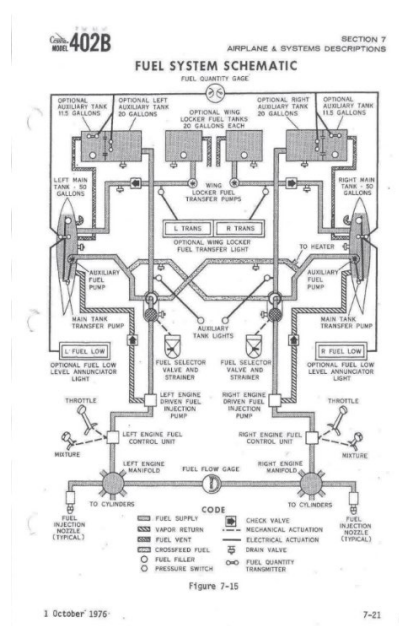 Cessna
MODEL 402B
SECTION 7
AIRPLANE & SYSTEMS DESCRIPTIONS
FUEL SYSTEM SCHEMATIC
FUEL QUANTITY GAGE
OPTIONAL
AUXILIARY TANK
11.5 GALLONS
OPTIONAL LEFT
AUXILIARY TANK
20 GALLONS
OPTIONAL WING
LOCKER FUEL TANKS
20 GALLONS EACH
OPTIONAL RIGHT
AUXILIARY TANK
20 GALLONS
OPTIONAL
AUXILIARY TANK
11.5 GALLONS
LEFT MAIN
TANK - 50
GALLONS
WING
LOCKER FUEL
TRANSFER PUMPS
RIGHT MAIN
TANK - 50
GALLONS
L TRANS
R TRANS
OPTIONAL WING LOCKER
FUEL TRANSFER LIGHT
TO HEATER
AUXILIARY
FUEL
PUMP
AUXILIARY
FUEL
PUMP
MAIN TANK
TRANSFER PUMP
AUXILIARY
TANK LIGHTS
MAIN TANK
TRANSFER PUMP
L FUEL LOW
R FUEL LOW
OPTIONAL FUEL LOW
LEVEL ANNUNCIATOR
LIGHT
FUEL SELECTOR
VALVE AND
STRAINER
FUEL SELECTOR
VALVE AND
STRAINER
OPTIONAL FUEL LOW
LEVEL ANNUNCIATOR
LIGHT
THROTTLE
LEFT ENGINE
DRIVEN FUEL
INJECTION
PUMP
RIGHT ENGINE
DRIVEN FUEL
INJECTION
PUMP
THROTTLE
LEFT ENGINE FUEL
CONTROL UNIT
RIGHT ENGINE FUEL
CONTROL UNIT
MIXTURE
MIXTURE
LEFT ENGINE
MANIFOLD
FUEL FLOW GAGE
RIGHT ENGINE
MANIFOLD
TO CYLINDERS
TO CYLINDERS
FUEL
INJECTION
NOZZLE
(TYPICAL)
CODE
FUEL SUPPLY
VAPOR RETURN
FUEL VENT
CROSSFEED FUEL
FUEL FILLER
PRESSURE SWITCH
CHECK VALVE
MECHANICAL ACTUATION
ELECTRICAL ACTUATION
DRAIN VALVE
FUEL QUANTITY
TRANSMITTER
FUEL
INJECTION
NOZZLE
(TYPICAL)
Figure 7-15
1 October 1976
7-21